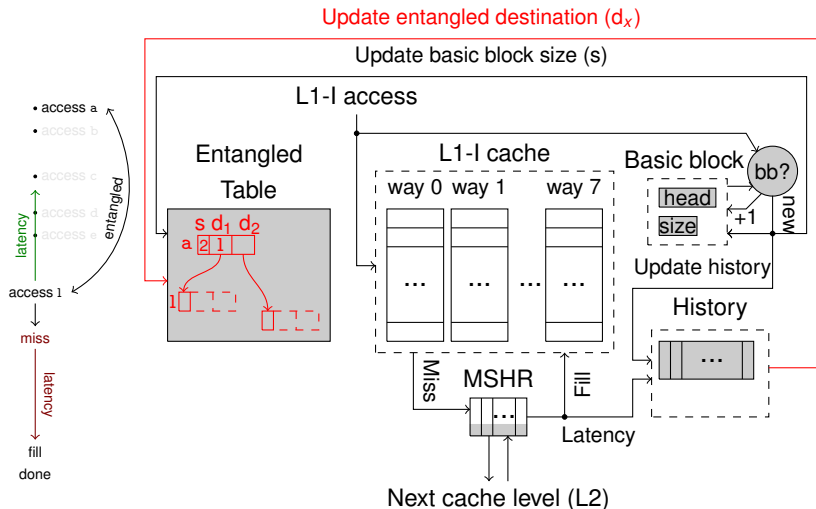 Update entangled destination (dx)
Update basic block size (s)
L1-I access
access a
access b
access c
access d
access e
latency
entangled
access l
miss
latency
fill
done
Entangled
Table
s d1 d2
a 2 l
l
L1-I cache
way 0 way 1 way 7
... ... ... ...
Basic block
head
size
bb?
+1
new
Update history
History
...
Miss
MSHR
...
Fill
Latency
Next cache level (L2)